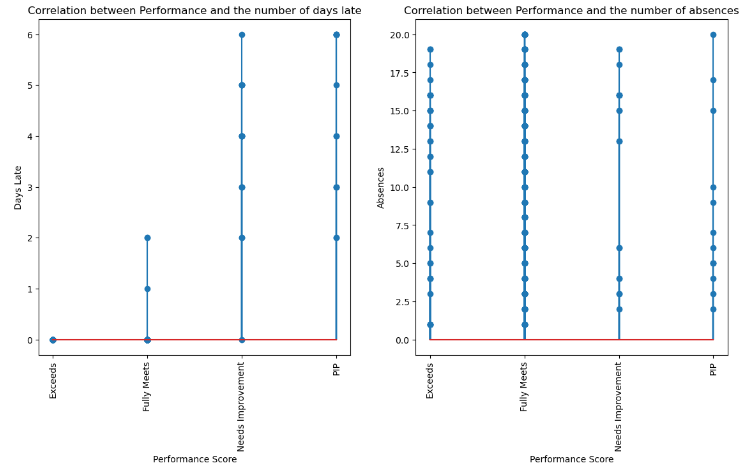 Correlation between Performance and the number of days late
6
5
4
3
2
1
0
Days Late
Exceeds
Fully Meets
Needs Improvement
PIP
Performance Score
Correlation between Performance and the number of absences
20.0
17.5
15.0
12.5
10.0
7.5
5.0
2.5
0.0
Absences
Exceeds
Fully Meets
Needs Improvement
PIP
Performance Score